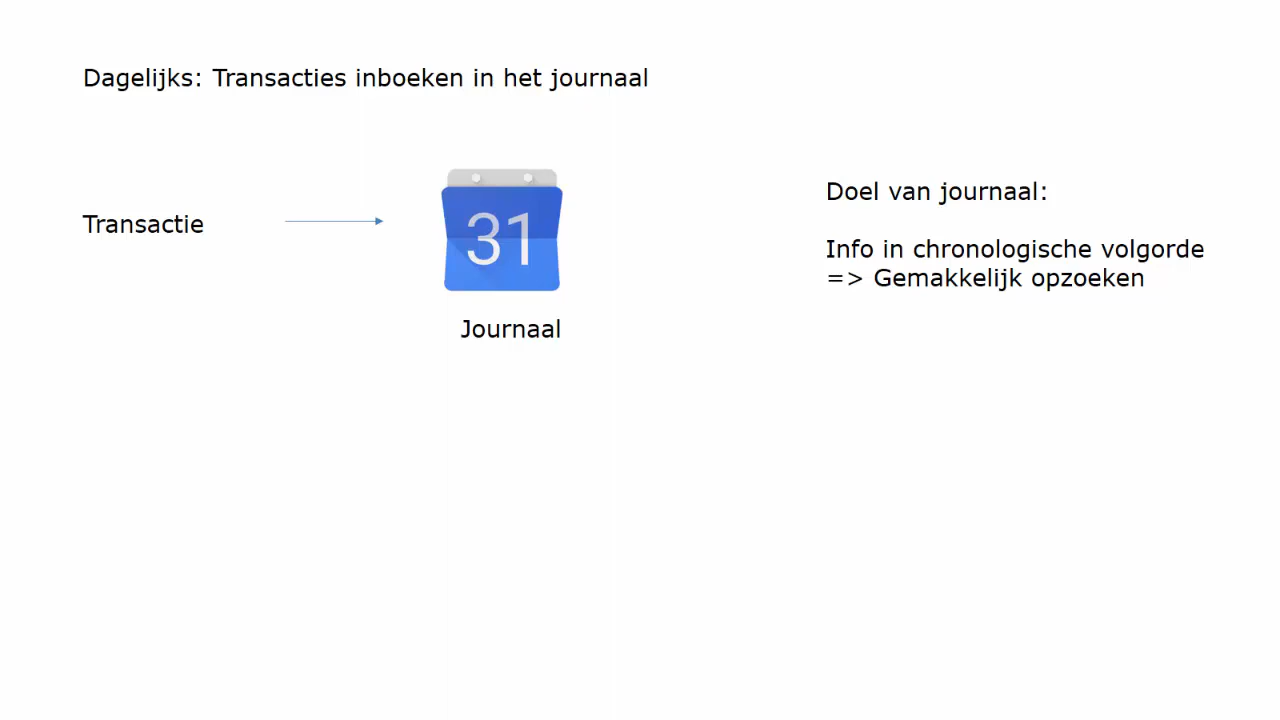 Dagelijks: Transacties inboeken in het journaal
Transactie
31
Journaal
Doel van journaal:
Info in chronologische volgorde
=> Gemakkelijk opzoeken